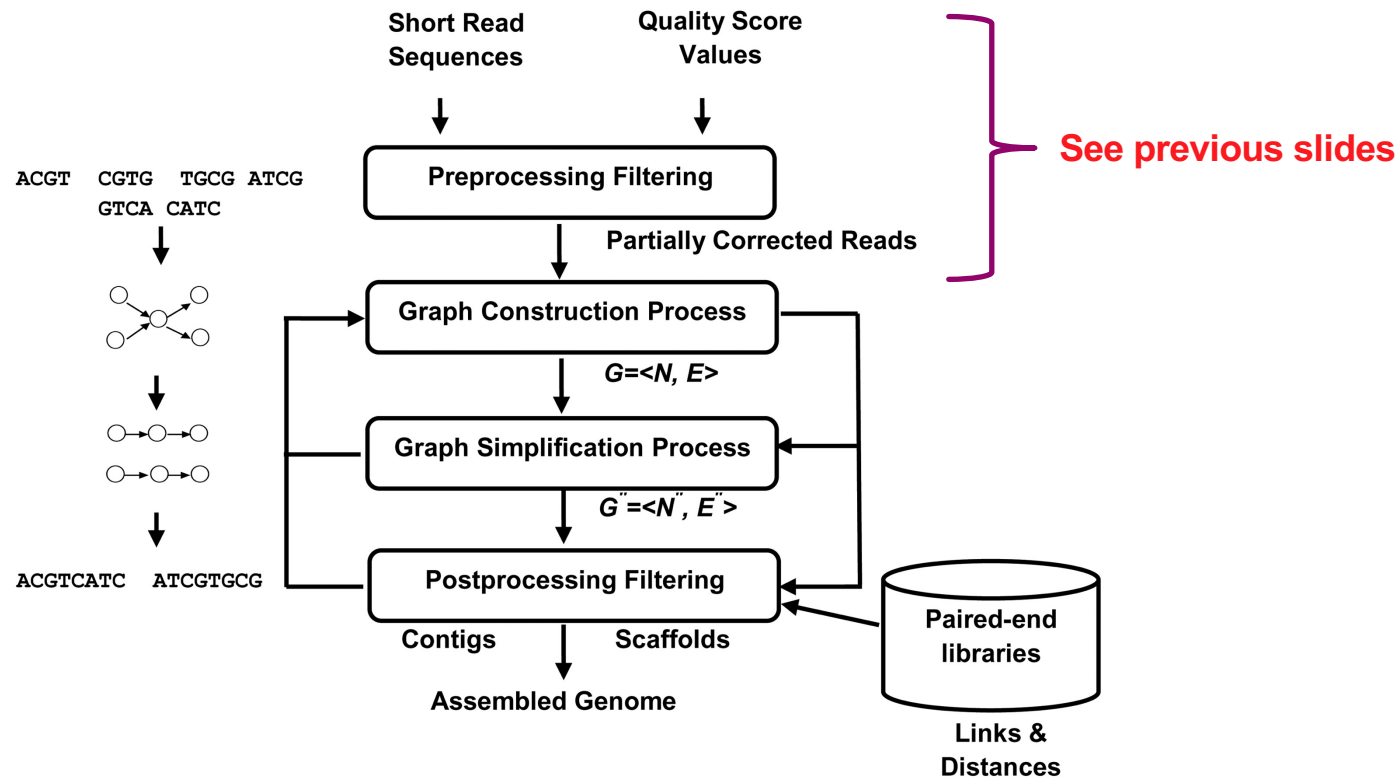 Short Read
Sequences
Quality Score
Values
See previous slides
Preprocessing Filtering
ACGT CGTG TGCG ATCG
GTCA CATC
Partially Corrected Reads
Graph Construction Process
G=<N, E>
Graph Simplification Process
G"=<N", E">
Postprocessing Filtering
ACGTCATC ATCGTGCG
Contigs Scaffolds
Assembled Genome
Paired-end
libraries
Links &
Distances